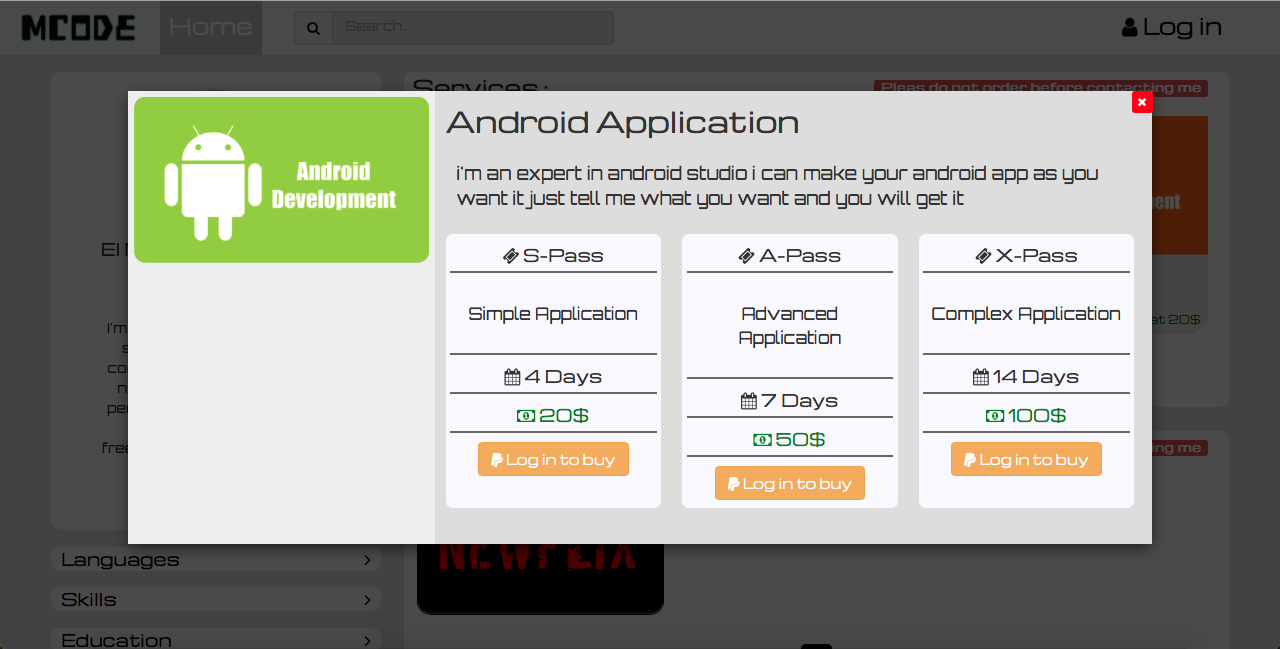 MCODE
Home
Search...
Log in
Services :
Pleas do not order before contacting me
Android
Development
Android Application
i'm an expert in android studio i can make your android app as you
want it just tell me what you want and you will get it
S-Pass
Simple Application
4 Days
20$
Log in to buy
A-Pass
Advanced
Application
7 Days
50$
Log in to buy
X-Pass
Complex Application
14 Days
100$
Log in to buy
El
I'm
at 20$
free
ing me
NEWFLIX
Languages
Skills
Education